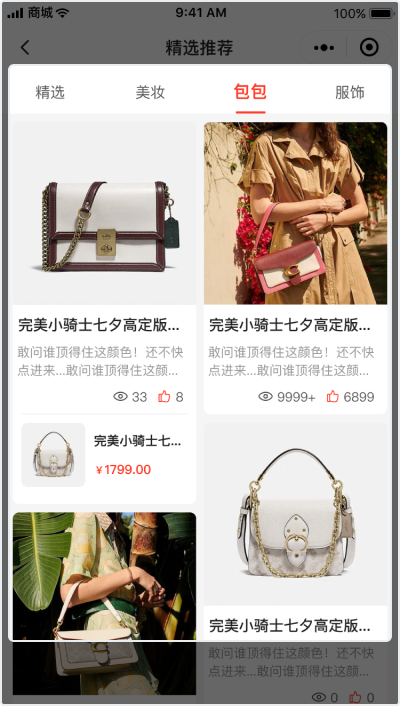 商城
9:41 AM
100%
精选推荐
精选
美妆
包包
服饰
完美小骑士七夕高定版...
敢问谁顶得住这颜色！还不快
点进来...敢问谁顶得住这颜...
33
8
完美小骑士七...
¥1799.00
完美小骑士七夕高定版...
敢问谁顶得住这颜色！还不快
点进来...敢问谁顶得住这颜...
9999+
6899
完美小骑士七夕高定版...
敢问谁顶得住这颜色！还不快
点进来...敢问谁顶得住这颜...
0
0